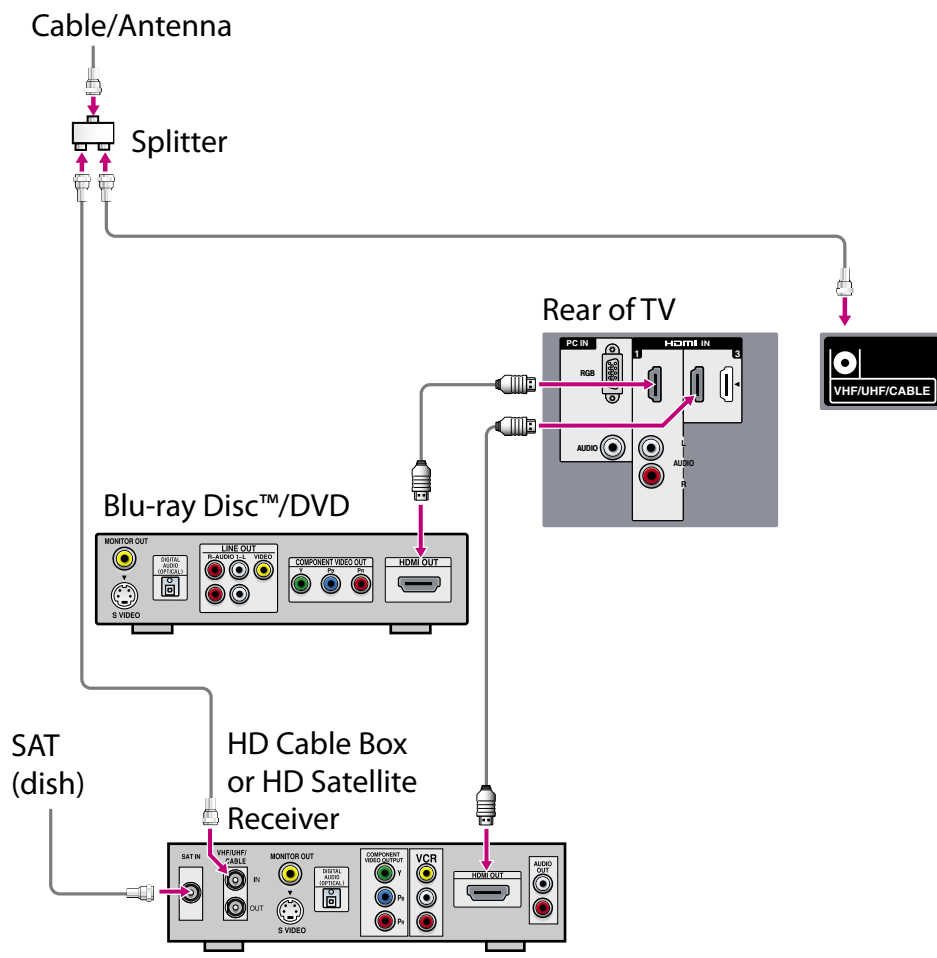 Cable/Antenna
Splitter
Rear of TV
PC IN
HDMI IN
1
3
RGB
VHF/UHF/CABLE
AUDIO
L
AUDIO
R
Blu-ray Disc™/DVD
MONITOR OUT
DIGITAL
AUDIO
(OPTICAL)
LINE OUT
R–AUDIO 1–L VIDEO
COMPONENT VIDEO OUT
Y PB PR
HDMI OUT
S VIDEO
SAT
(dish)
HD Cable Box
or HD Satellite
Receiver
SAT IN
VHF/UHF/
CABLE
IN
OUT
MONITOR OUT
DIGITAL
AUDIO
(OPTICAL)
S VIDEO
COMPONENT
VIDEO OUTPUT
Y
PB
PR
VCR
HDMI OUT
AUDIO
OUT